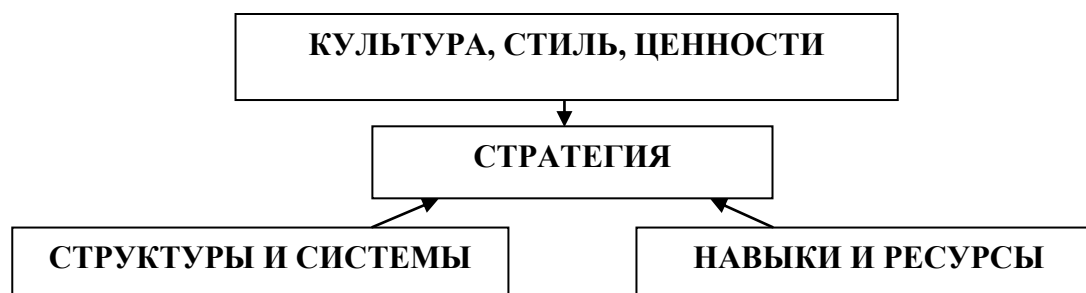 КУЛЬТУРА, СТИЛЬ, ЦЕННОСТИ
СТРАТЕГИЯ
СТРУКТУРЫ И СИСТЕМЫ
НАВЫКИ И РЕСУРСЫ